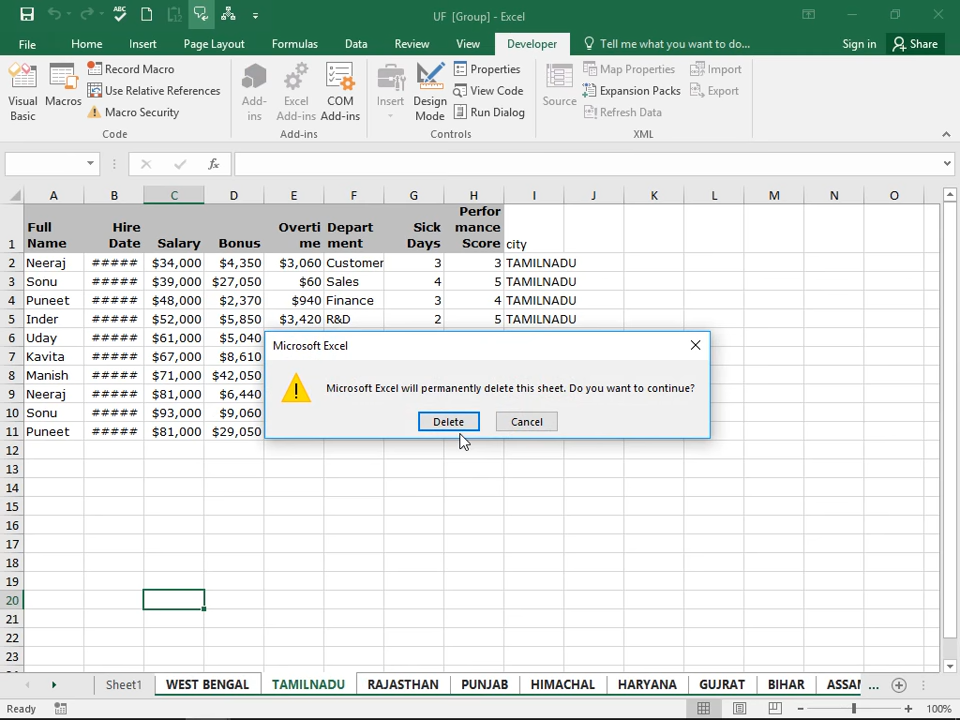 UF [Group] - Excel
File Home Insert Page Layout Formulas Data Review View Developer Tell me what you want to do... Sign in Share
Visual Basic
Macros
Record Macro
Use Relative References
Macro Security
Code
Add-ins
Excel Add-ins
COM Add-ins
Add-ins
Insert
Design Mode
Properties
View Code
Run Dialog
Controls
Source
Map Properties
Expansion Packs
Refresh Data
Import
Export
XML
fx
A B C D E F G H I J K L M N O
1 Full Name Hire Date Salary Bonus Overti me Depart ment Sick Days Perfor mance Score city
2 Neeraj ##### $34,000 $4,350 $3,060 Customer 3 3 TAMILNADU
3 Sonu ##### $39,000 $27,050 $60 Sales 4 5 TAMILNADU
4 Puneet ##### $48,000 $2,370 $940 Finance 3 4 TAMILNADU
5 Inder ##### $52,000 $5,850 $3,420 R&D 2 5 TAMILNADU
6 Uday ##### $61,000 $5,040
7 Kavita ##### $67,000 $8,610
8 Manish ##### $71,000 $42,050
9 Neeraj ##### $81,000 $6,440
10 Sonu ##### $93,000 $9,060
11 Puneet ##### $81,000 $29,050
12
13
14
15
16
17
18
19
20
21
22
23
Microsoft Excel
Microsoft Excel will permanently delete this sheet. Do you want to continue?
Delete Cancel
Sheet1 WEST BENGAL TAMILNADU RAJASTHAN PUNJAB HIMACHAL HARYANA GUJRAT BIHAR ASSAM ...
Ready
100%